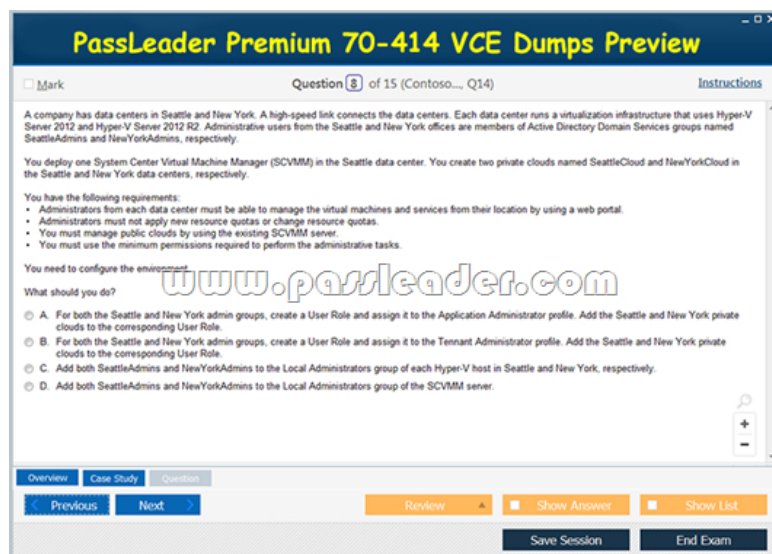 PassLeader Premium 70-414 VCE Dumps Preview
Mark
Question 8 of 15 (Contoso..., Q14)
Instructions
A company has data centers in Seattle and New York. A high-speed link connects the data centers. Each data center runs a virtualization infrastructure that uses Hyper-V
Server 2012 and Hyper-V Server 2012 R2. Administrative users from the Seattle and New York offices are members of Active Directory Domain Services groups named
SeattleAdmins and NewYorkAdmins, respectively.
You deploy one System Center Virtual Machine Manager (SCVMM) in the Seattle data center. You create two private clouds named SeattleCloud and NewYorkCloud in
the Seattle and New York data centers, respectively.
You have the following requirements:
• Administrators from each data center must be able to manage the virtual machines and services from their location by using a web portal.
• Administrators must not apply new resource quotas or change resource quotas.
• You must manage public clouds by using the existing SCVMM server.
• You must use the minimum permissions required to perform the administrative tasks.
You need to configure the environment.
www.passleader.com
What should you do?
A. For both the Seattle and New York admin groups, create a User Role and assign it to the Application Administrator profile. Add the Seattle and New York private
clouds to the corresponding User Role.
B. For both the Seattle and New York admin groups, create a User Role and assign it to the Tennant Administrator profile. Add the Seattle and New York private
clouds to the corresponding User Role.
C. Add both SeattleAdmins and NewYorkAdmins to the Local Administrators group of each Hyper-V host in Seattle and New York, respectively.
D. Add both SeattleAdmins and NewYorkAdmins to the Local Administrators group of the SCVMM server.
Overview
Case Study
Question
Previous
Next
Review
Show Answer
Show List
Save Session
End Exam